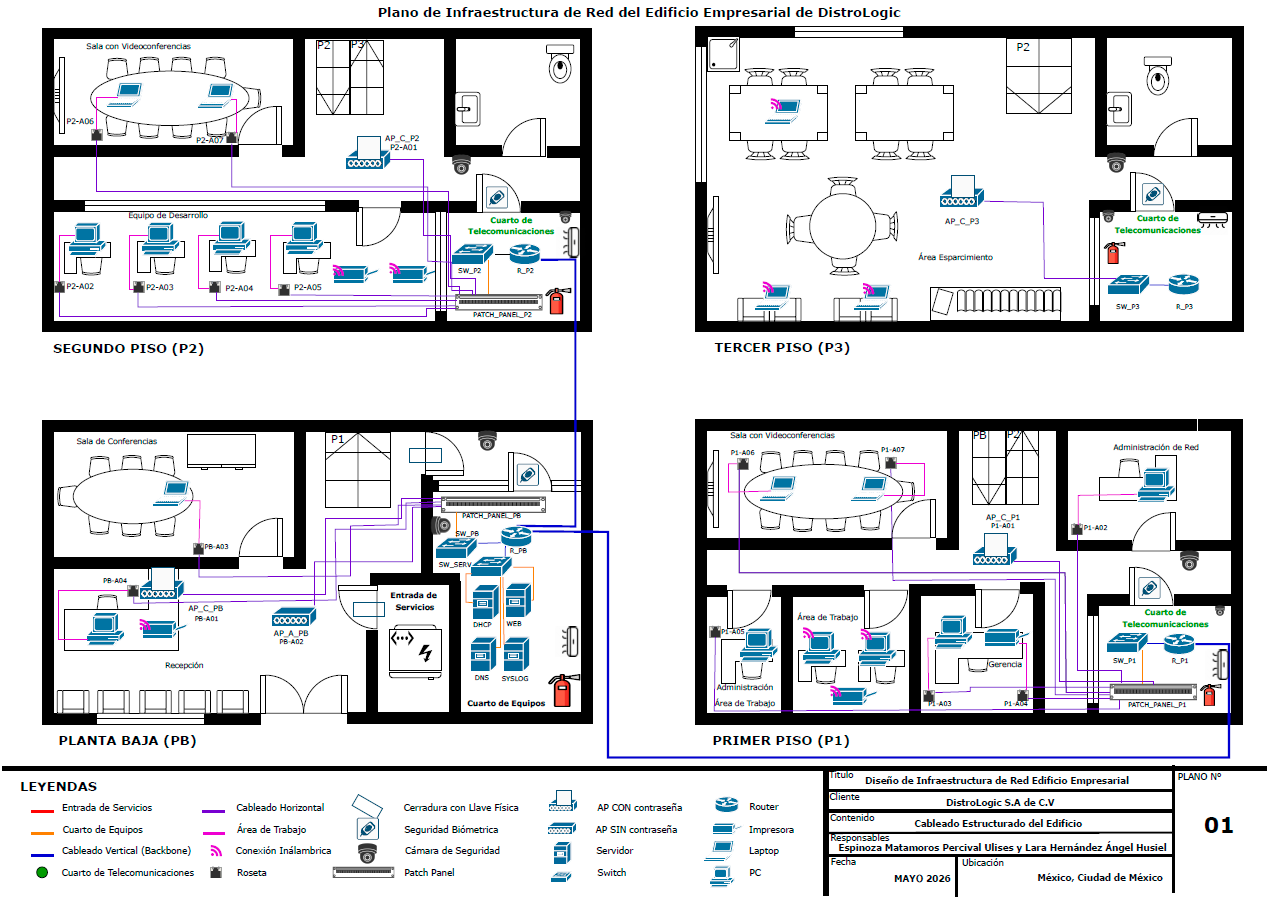 Plano de Infraestructura de Red del Edificio Empresarial de DistroLogic
Sala con Videoconferencias
P2
P3
P2-A06
P2-A07
AP_C_P2
P2-A01
Equipo de Desarrollo
Cuarto de
Telecomunicaciones
SW_P2
R_P2
P2-A02
P2-A03
P2-A04
P2-A05
PATCH_PANEL_P2
SEGUNDO PISO (P2)
P2
AP_C_P3
Cuarto de
Telecomunicaciones
Área Esparcimiento
SW_P3
R_P3
TERCER PISO (P3)
Sala de Conferencias
P1
PATCH_PANEL_PB
SW_PB
R_PB
SW_SERV
PB-A03
PB-A04
AP_C_PB
PB-A01
AP_A_PB
PB-A02
Entrada de
Servicios
DHCP
WEB
DNS
SYSLOG
Recepción
Cuarto de Equipos
PLANTA BAJA (PB)
Sala con Videoconferencias
PB
P2
Administración de Red
P1-A06
P1-A07
AP_C_P1
P1-A01
P1-A02
Cuarto de
Telecomunicaciones
P1-A05
Área de Trabajo
SW_P1
R_P1
Gerencia
Administración
Área de Trabajo
P1-A03
P1-A04
PATCH_PANEL_P1
PRIMER PISO (P1)
LEYENDAS
Entrada de Servicios
Cuarto de Equipos
Cableado Vertical (Backbone)
Cuarto de Telecomunicaciones
Cableado Horizontal
Área de Trabajo
Conexión Inálambrica
Roseta
Cerradura con Llave Física
Seguridad Biómetrica
Cámara de Seguridad
Patch Panel
AP CON contraseña
AP SIN contraseña
Servidor
Switch
Router
Impresora
Laptop
PC
Título
Diseño de Infraestructura de Red Edificio Empresarial
Cliente
DistroLogic S.A de C.V
Contenido
Cableado Estructurado del Edificio
Responsables
Espinoza Matamoros Percival Ulises y Lara Hernández Ángel Husiel
Fecha
MAYO 2026
Ubicación
México, Ciudad de México
PLANO Nº
01